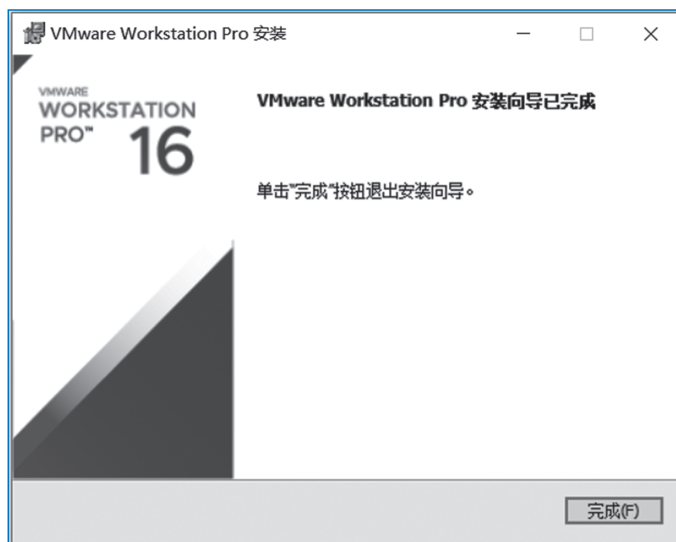 VMware Workstation Pro 安装
VMWARE
WORKSTATION
PRO™ 16
VMware Workstation Pro 安装向导已完成
单击"完成"按钮退出安装向导。
完成(F)